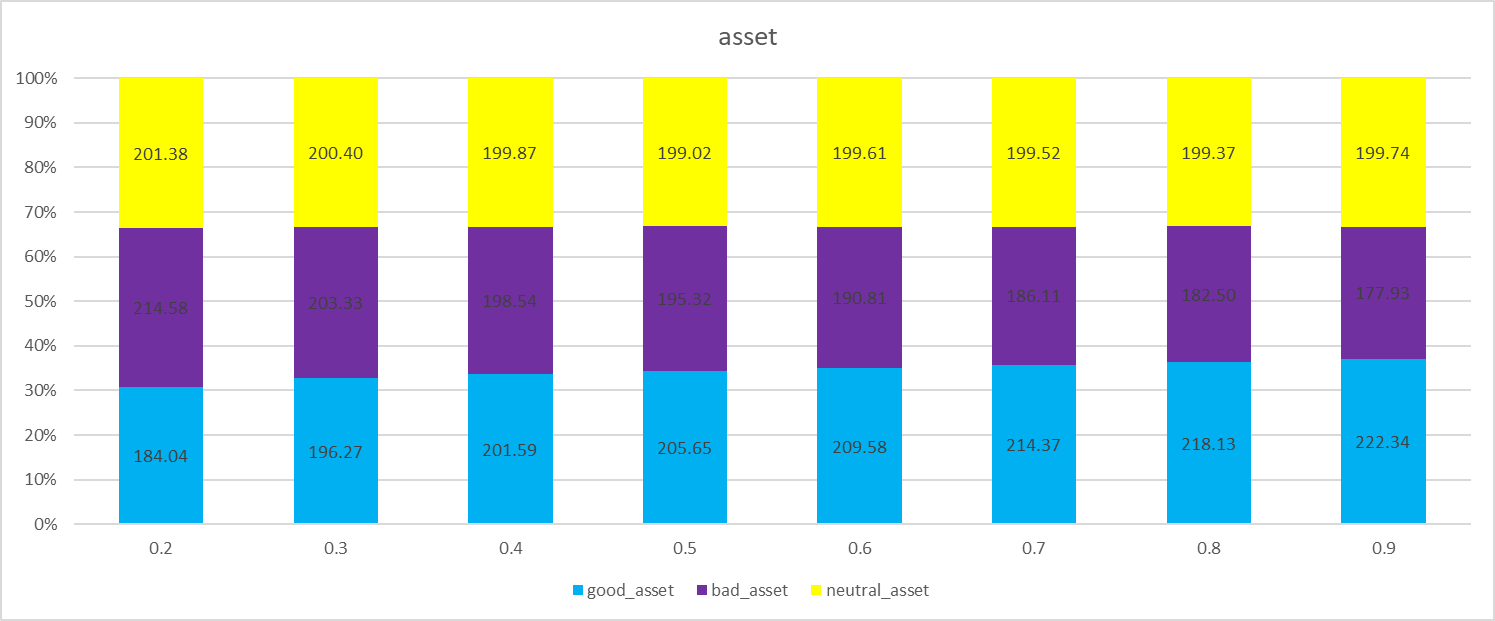 asset
100%
90%
80%
70%
60%
50%
40%
30%
20%
10%
0%
201.38 200.40 199.87 199.02 199.61 199.52 199.37 199.74
214.58 203.33 198.54 195.32 190.81 186.11 182.50 177.93
184.04 196.27 201.59 205.65 209.58 214.37 218.13 222.34
0.2 0.3 0.4 0.5 0.6 0.7 0.8 0.9
good_asset bad_asset neutral_asset